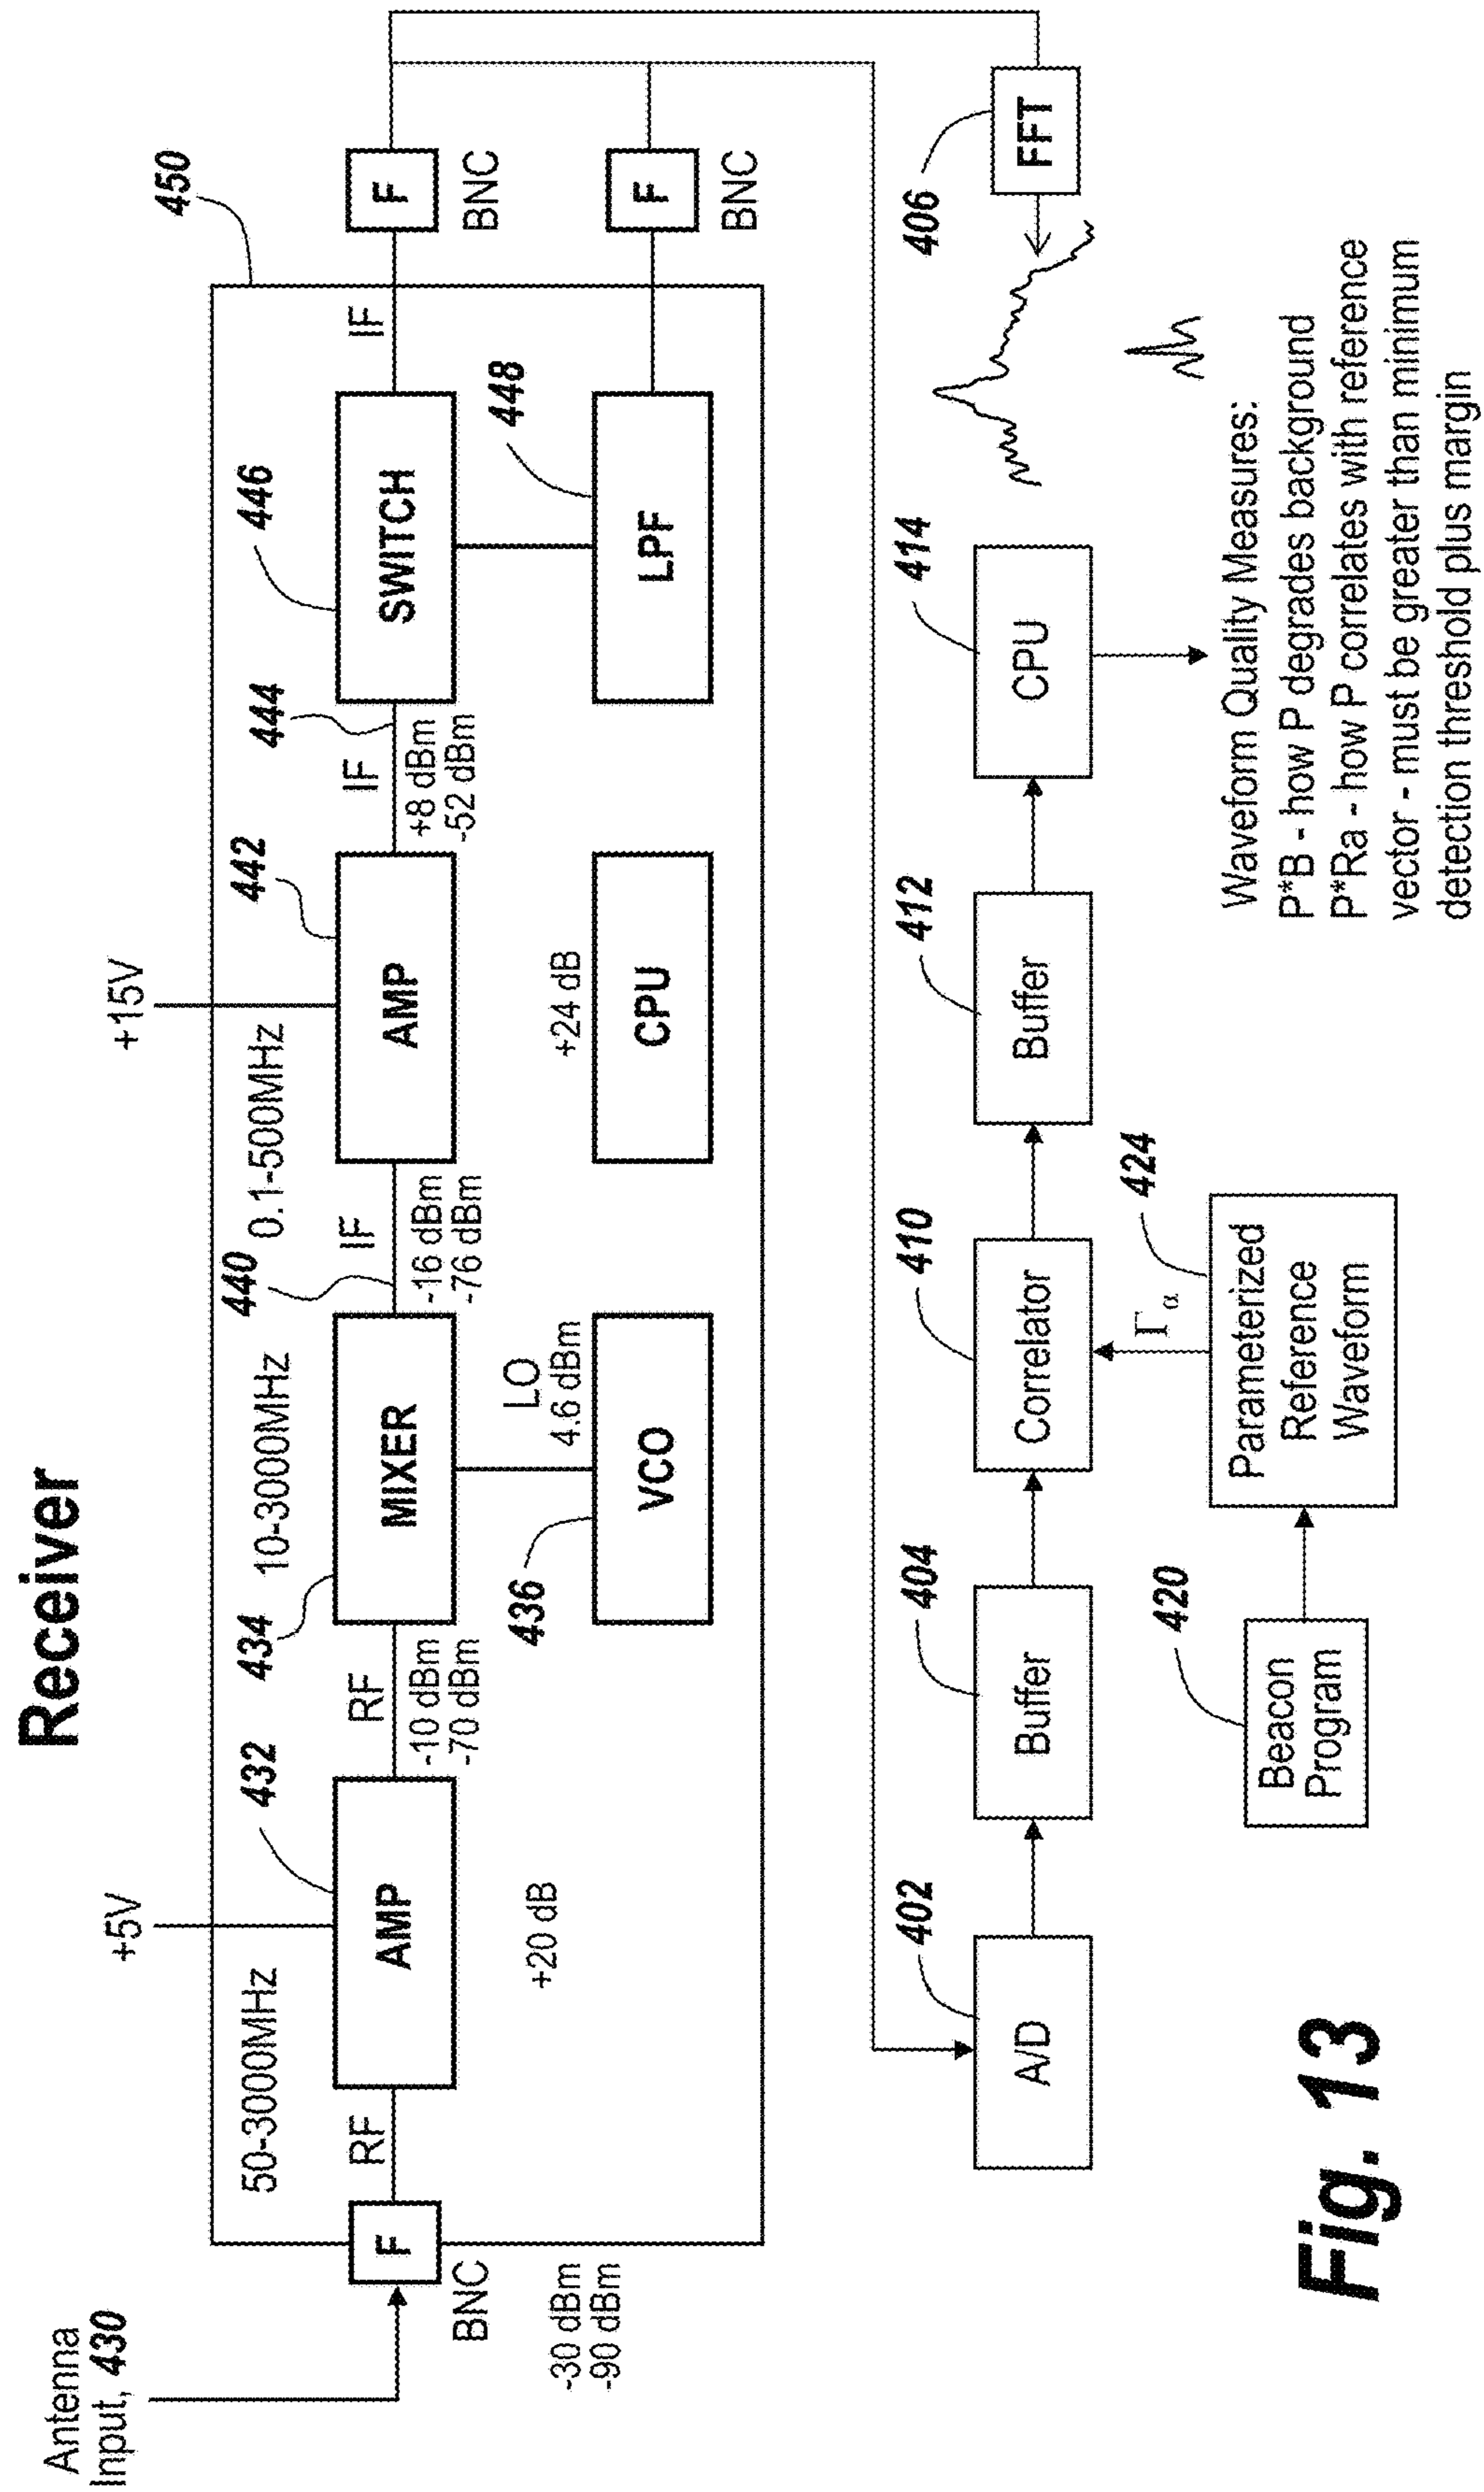 Receiver
Antenna
Input, 430
F
BNC
-30 dBm
-90 dBm
RF
50-3000MHz
+5V
432
AMP
+20 dB
RF
-10 dBm
-70 dBm
434
10-3000MHz
MIXER
LO
4.6 dBm
436
VCO
440
IF
-16 dBm
-76 dBm
0.1-500MHz
+15V
442
AMP
+24 dB
CPU
444
IF
+8 dBm
-52 dBm
446
SWITCH
448
LPF
IF
450
F
BNC
F
BNC
402
A/D
404
Buffer
410
Correlator
412
Buffer
414
CPU
406
FFT
420
Beacon
Program
424
Parameterized
Reference
Waveform
Γα
Waveform Quality Measures:
P*B - how P degrades background
P*Ra - how P correlates with reference
vector - must be greater than minimum
detection threshold plus margin
Fig. 13